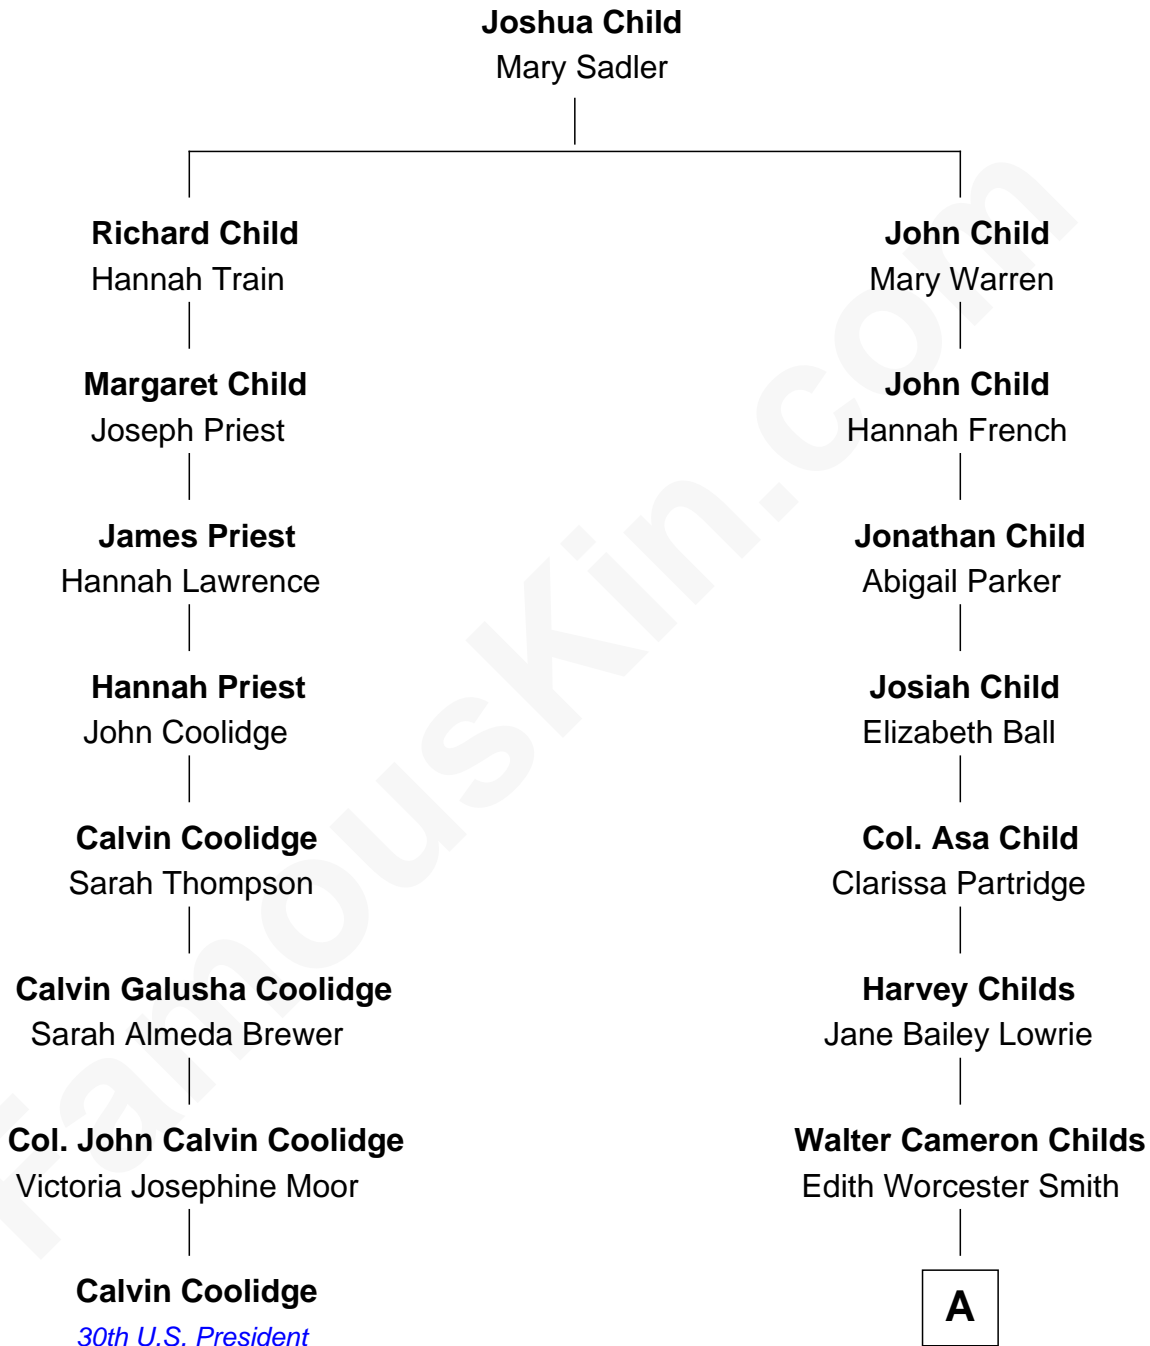 Joshua Child
Mary Sadler
Richard Child
Hannah Train
John Child
Mary Warren
Margaret Child
Joseph Priest
John Child
Hannah French
James Priest
Hannah Lawrence
Jonathan Child
Abigail Parker
Hannah Priest
John Coolidge
Josiah Child
Elizabeth Ball
Calvin Coolidge
Sarah Thompson
Col. Asa Child
Clarissa Partridge
Calvin Galusha Coolidge
Sarah Almeda Brewer
Harvey Childs
Jane Bailey Lowrie
Col. John Calvin Coolidge
Victoria Josephine Moor
Walter Cameron Childs
Edith Worcester Smith
Calvin Coolidge
30th U.S. President
A
FamousKin.com